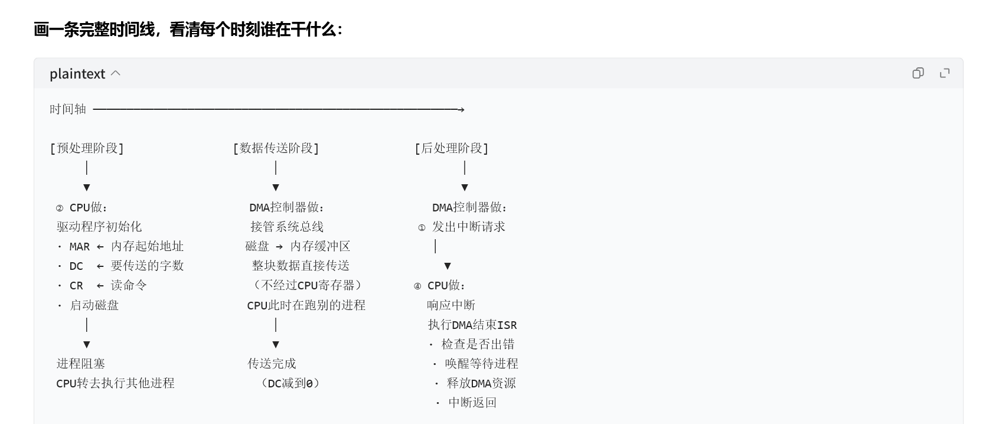 画一条完整时间线，看清每个时刻谁在干什么：
plaintext
时间轴 ────────────────────────────────────────────────────→
[预处理阶段] [数据传送阶段] [后处理阶段]
│ │ │
▼ ▼ ▼
② CPU做： DMA控制器做： DMA控制器做：
驱动程序初始化 接管系统总线 ① 发出中断请求
· MAR ← 内存起始地址 磁盘 → 内存缓冲区 │
· DC ← 要传送的字数 整块数据直接传送 ▼
· CR ← 读命令 （不经过CPU寄存器） ④ CPU做：
· 启动磁盘 CPU此时在跑别的进程 响应中断
│ │ 执行DMA结束ISR
▼ ▼ · 检查是否出错
进程阻塞 传送完成 · 唤醒等待进程
CPU转去执行其他进程 （DC减到0） · 释放DMA资源
· 中断返回